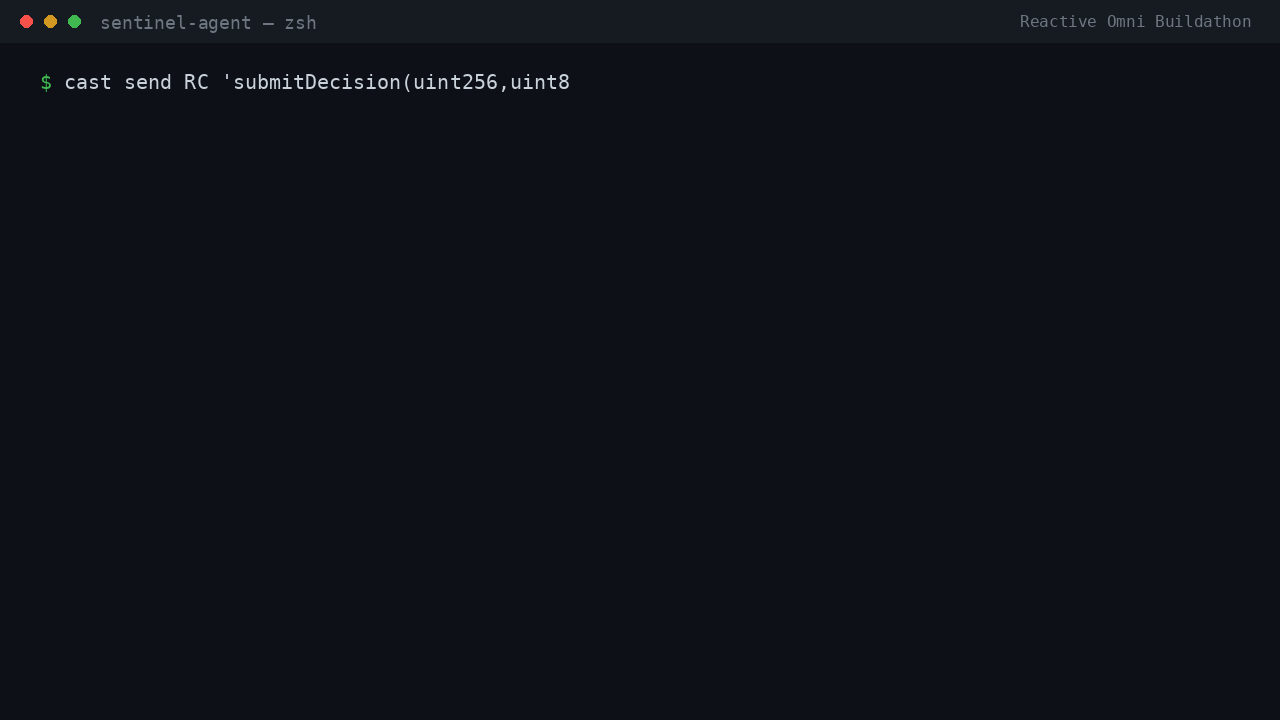 sentinel-agent — zsh
Reactive Omni Buildathon
$ cast send RC 'submitDecision(uint256,uint8